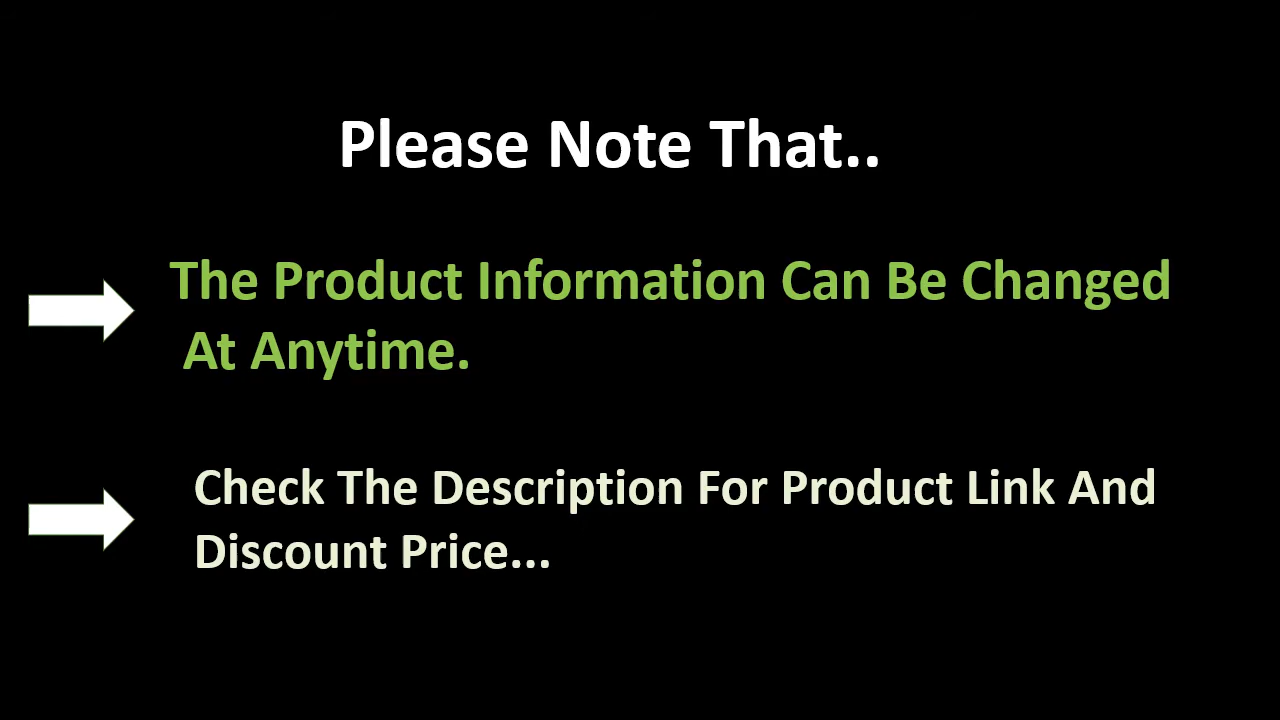 Please Note That..
The Product Information Can Be Changed
At Anytime.
Check The Description For Product Link And
Discount Price...